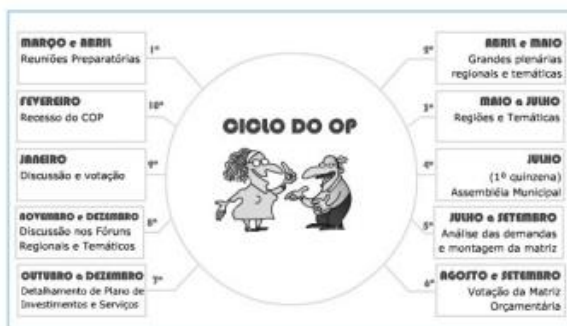 MARÇO e ABRIL
Reuniões Preparatórias
1º
FEVEREIRO
Recesso do COP
10º
JANEIRO
Discussão e votação
9º
NOVEMBRO e DEZEMBRO
Discussão nos Fóruns
Regionais e Temáticos
8º
OUTUBRO a DEZEMBRO
Detalhamento de Plano de
Investimentos e Serviços
7º
CICLO DO OP
2º
ABRIL e MAIO
Grandes plenárias
regionais e temáticas
3º
MAIO a JULHO
Regiões e Temáticas
4º
JULHO
(1º quinzena)
Assembléia Municipal
5º
JULHO a SETEMBRO
Análise das demandas
e montagem da matriz
6º
AGOSTO e SETEMBRO
Votação da Matriz
Orçamentária